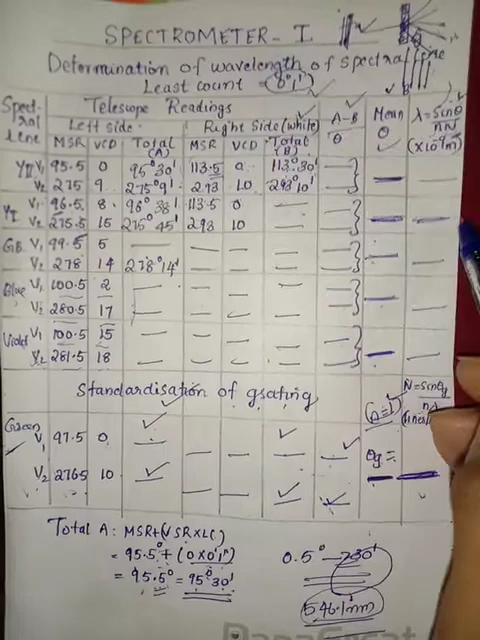 SPECTROMETER - I
Determination of wavelength of spectral line
Least count = (0°1')
Spectral line Telescope Readings A-B Mean λ = sinθ/nN
Left side Right Side (white) θ θ (X10⁻⁹m)
MSR VCD Total (A) MSR VCD Total (B)
YII V1 95.5 0 95°30' 113.5 0 113°30'
V2 275 9 275°9' 293 10 293°10'
YI V1 96.5 8 96°38' 113.5 0
V2 275.5 15 275°45' 293 10
GB V1 99.5 5
V2 278 14 278°14'
Blue V1 100.5 2
V2 280.5 17
Violet V1 100.5 15
V2 281.5 18
Standardisation of grating
(n=1) N = sinθg/nλ
Green V1 97.5 0
V2 276.5 10 θg =
Total A: MSR+(VSRXLC)
= 95.5° + (0X0°1')
= 95.5° = 95°30'
0.5° → 30'
546.1nm